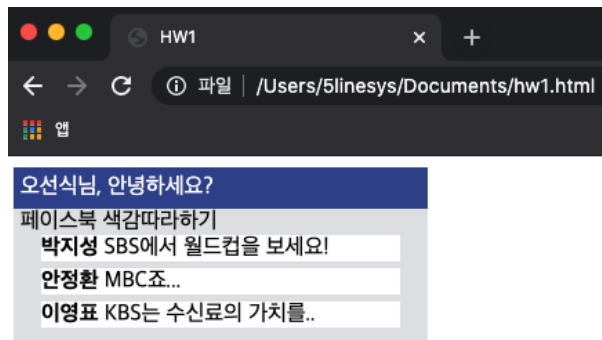 HW1
파일 /Users/5linesys/Documents/hw1.html
앱
오선식님, 안녕하세요?
페이스북 색감따라하기
박지성 SBS에서 월드컵을 보세요!
안정환 MBC죠...
이영표 KBS는 수신료의 가치를..